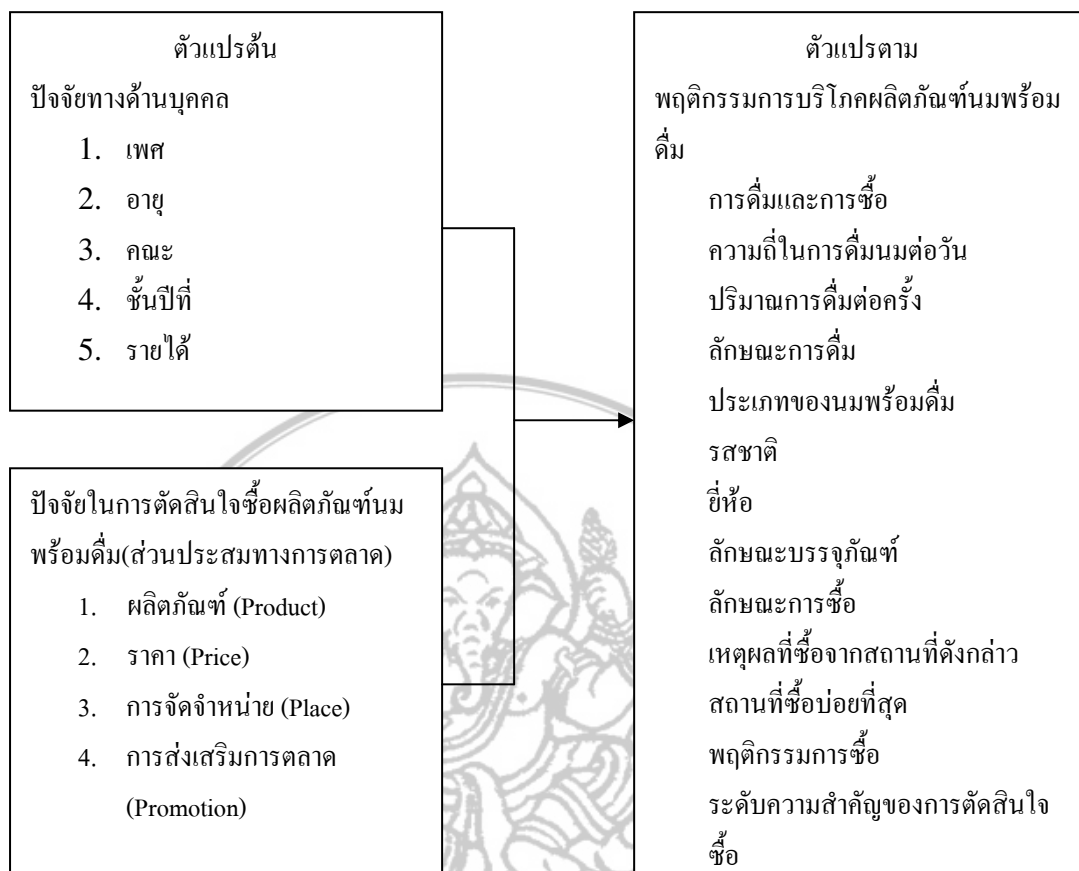 ตัวแปรต้น
ปัจจัยทางด้านบุคคล
1. เพศ
2. อายุ
3. คณะ
4. ชั้นปีที่
5. รายได้
ปัจจัยในการตัดสินใจซื้อผลิตภัณฑ์นม
พร้อมดื่ม(ส่วนประสมทางการตลาด)
1. ผลิตภัณฑ์ (Product)
2. ราคา (Price)
3. การจัดจำหน่าย (Place)
4. การส่งเสริมการตลาด
(Promotion)
ตัวแปรตาม
พฤติกรรมการบริโภคผลิตภัณฑ์นมพร้อม
ดื่ม
การดื่มและการซื้อ
ความถี่ในการดื่มนมต่อวัน
ปริมาณการดื่มต่อครั้ง
ลักษณะการดื่ม
ประเภทของนมพร้อมดื่ม
รสชาติ
ยี่ห้อ
ลักษณะบรรจุภัณฑ์
ลักษณะการซื้อ
เหตุผลที่ซื้อจากสถานที่ดังกล่าว
สถานที่ซื้อบ่อยที่สุด
พฤติกรรมการซื้อ
ระดับความสำคัญของการตัดสินใจ
ซื้อ